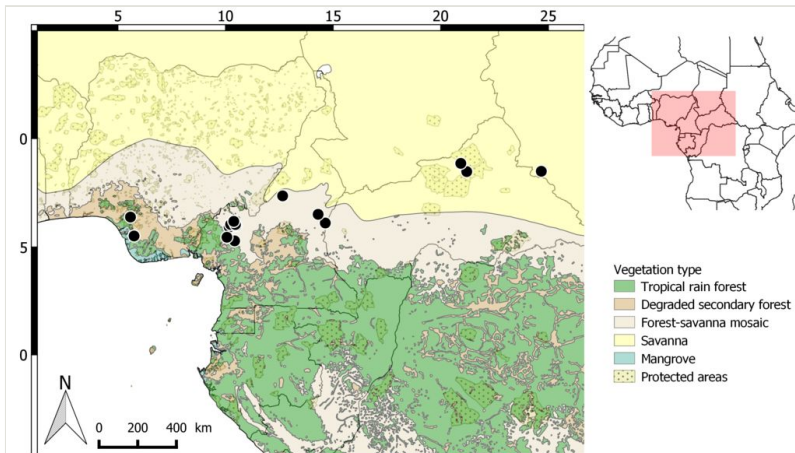 5 10 15 20 25
0
5
0
N
0 200 400 km
Vegetation type
Tropical rain forest
Degraded secondary forest
Forest-savanna mosaic
Savanna
Mangrove
Protected areas